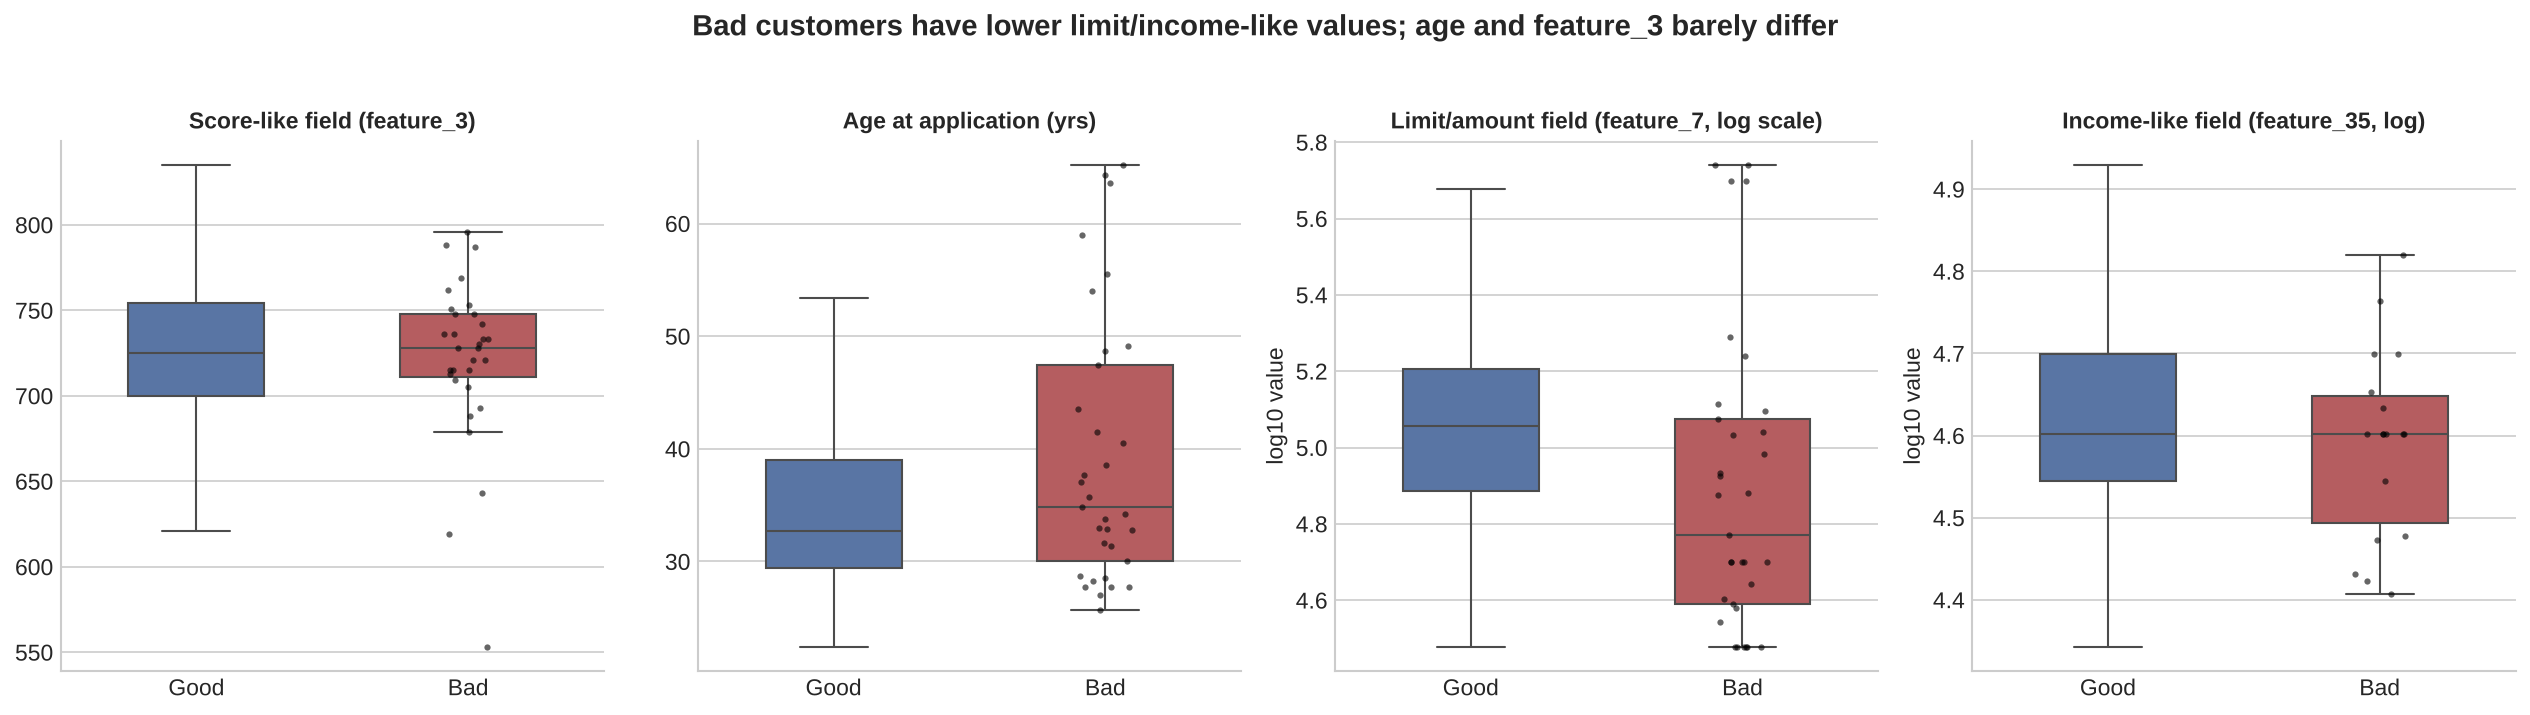 Bad customers have lower limit/income-like values; age and feature_3 barely differ
Score-like field (feature_3)
800
750
700
650
600
550
Good
Bad
Age at application (yrs)
60
50
40
30
Good
Bad
Limit/amount field (feature_7, log scale)
log10 value
5.8
5.6
5.4
5.2
5.0
4.8
4.6
Good
Bad
Income-like field (feature_35, log)
log10 value
4.9
4.8
4.7
4.6
4.5
4.4
Good
Bad